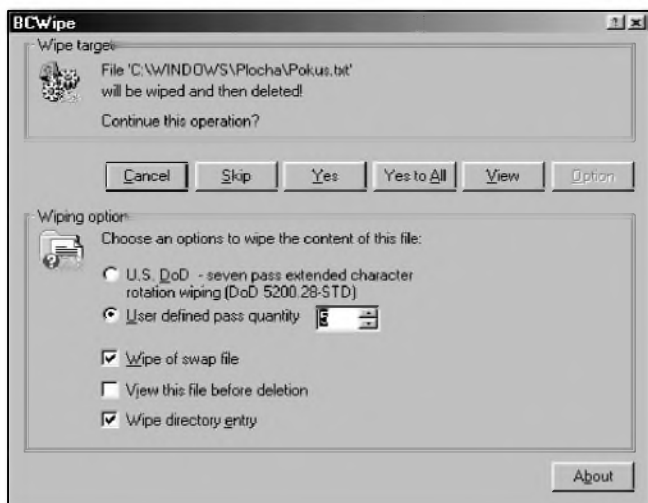 BCWipe
Wipe target
File 'C:\WINDOWS\Plocha\Pokus.txt'
will be wiped and then deleted!
Continue this operation?
Cancel Skip Yes Yes to All View Option
Wiping option
Choose an options to wipe the content of this file:
U.S. DoD - seven pass extended character
rotation wiping (DoD 5200.28-STD)
User defined pass quantity
Wipe of swap file
View this file before deletion
Wipe directory entry
About